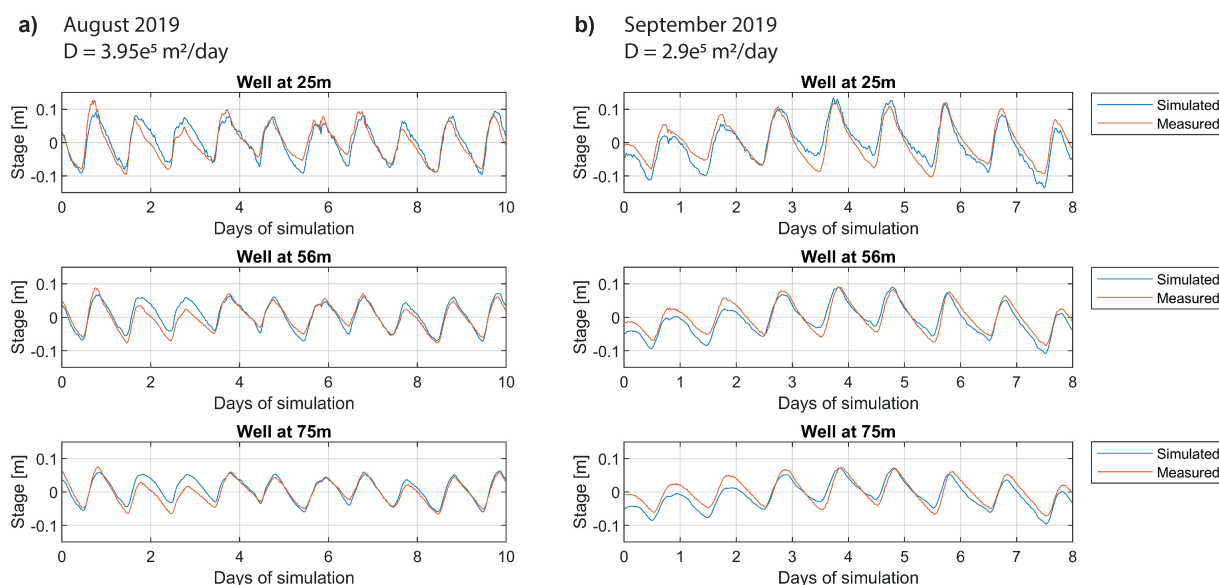 a)
August 2019
D = 3.95e⁵ m²/day
Well at 25m
Stage [m]
0.1
0
-0.1
0 2 4 6 8 10
Days of simulation
Well at 56m
Stage [m]
0.1
0
-0.1
0 2 4 6 8 10
Days of simulation
Well at 75m
Stage [m]
0.1
0
-0.1
0 2 4 6 8 10
Days of simulation
b)
September 2019
D = 2.9e⁵ m²/day
Well at 25m
Stage [m]
0.1
0
-0.1
0 1 2 3 4 5 6 7 8
Days of simulation
Simulated
Measured
Well at 56m
Stage [m]
0.1
0
-0.1
0 1 2 3 4 5 6 7 8
Days of simulation
Simulated
Measured
Well at 75m
Stage [m]
0.1
0
-0.1
0 1 2 3 4 5 6 7 8
Days of simulation
Simulated
Measured